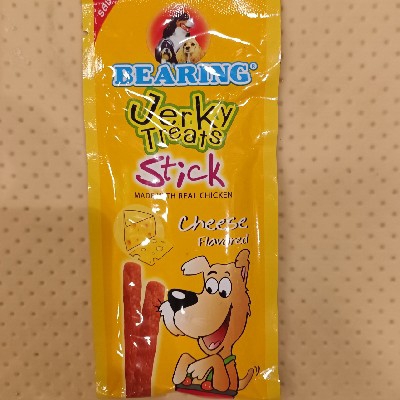 BEARING®
Jerky
Treats
Stick
MADE WITH REAL CHICKEN
Cheese
Flavored